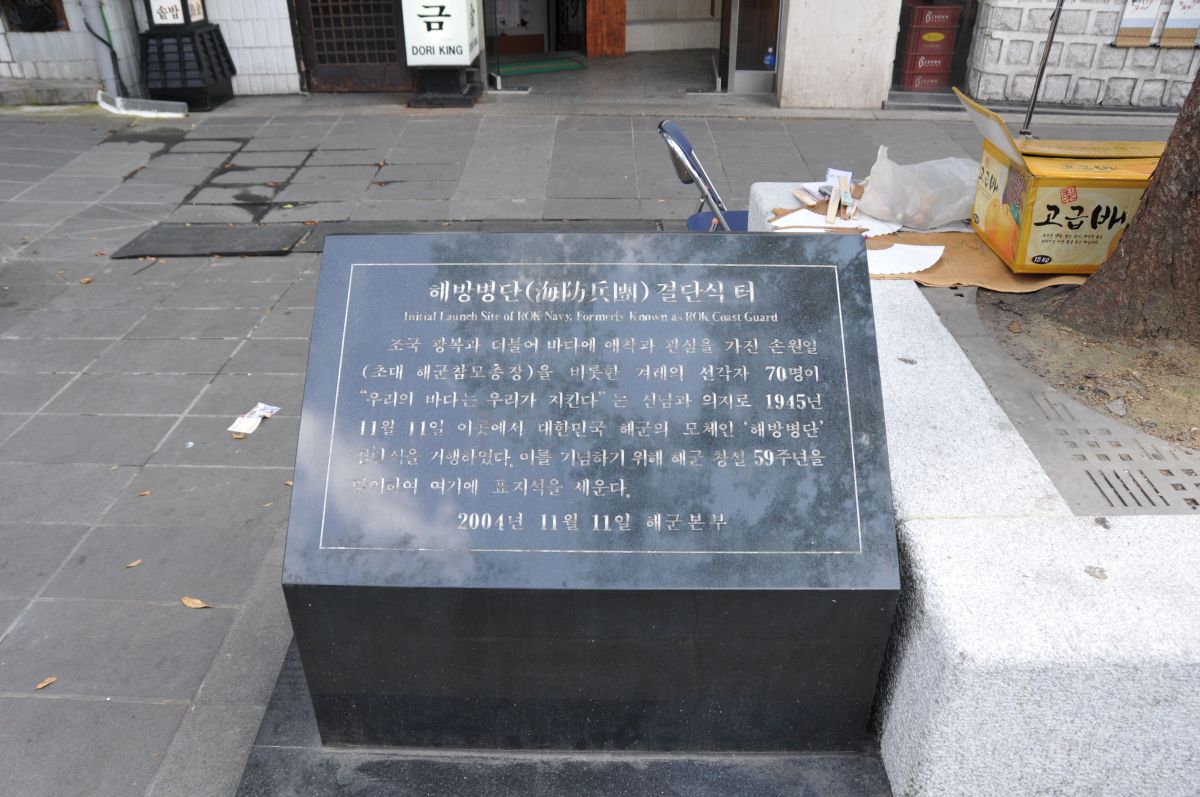 솥밥
금
DORI KING
CROWN
CROWN
고급배
15kg
해방병단(海防兵團) 결단식 터
Initial Launch Site of ROK Navy, Formerly Known as ROK Coast Guard
조국 광복과 더불어 바다에 애착과 관심을 가진 손원일
(초대 해군참모총장)을 비롯한 겨레의 선각자 70명이
“우리의 바다는 우리가 지킨다”는 신념과 의지로 1945년
11월 11일 이곳에서 대한민국 해군의 모체인 ‘해방병단’
결단식을 거행하였다. 이를 기념하기 위해 해군 창설 59주년을
맞이하여 여기에 표지석을 세운다.
2004년 11월 11일 해군본부